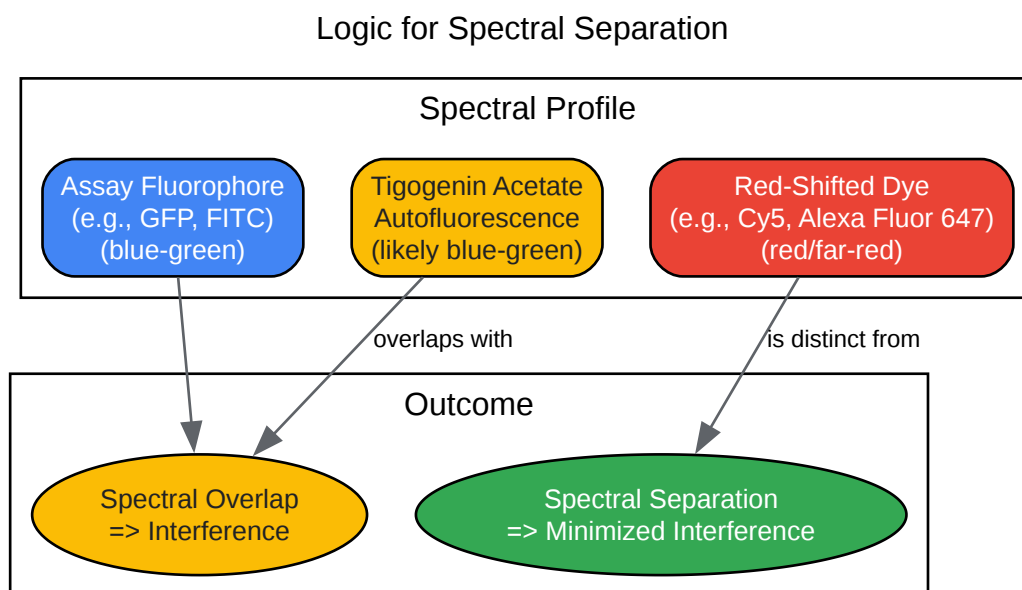 Logic for Spectral Separation
Spectral Profile
Assay Fluorophore
(e.g., GFP, FITC)
(blue-green)
Tigogenin Acetate
Autofluorescence
(likely blue-green)
Red-Shifted Dye
(e.g., Cy5, Alexa Fluor 647)
(red/far-red)
overlaps with
is distinct from
Outcome
Spectral Overlap
=> Interference
Spectral Separation
=> Minimized Interference